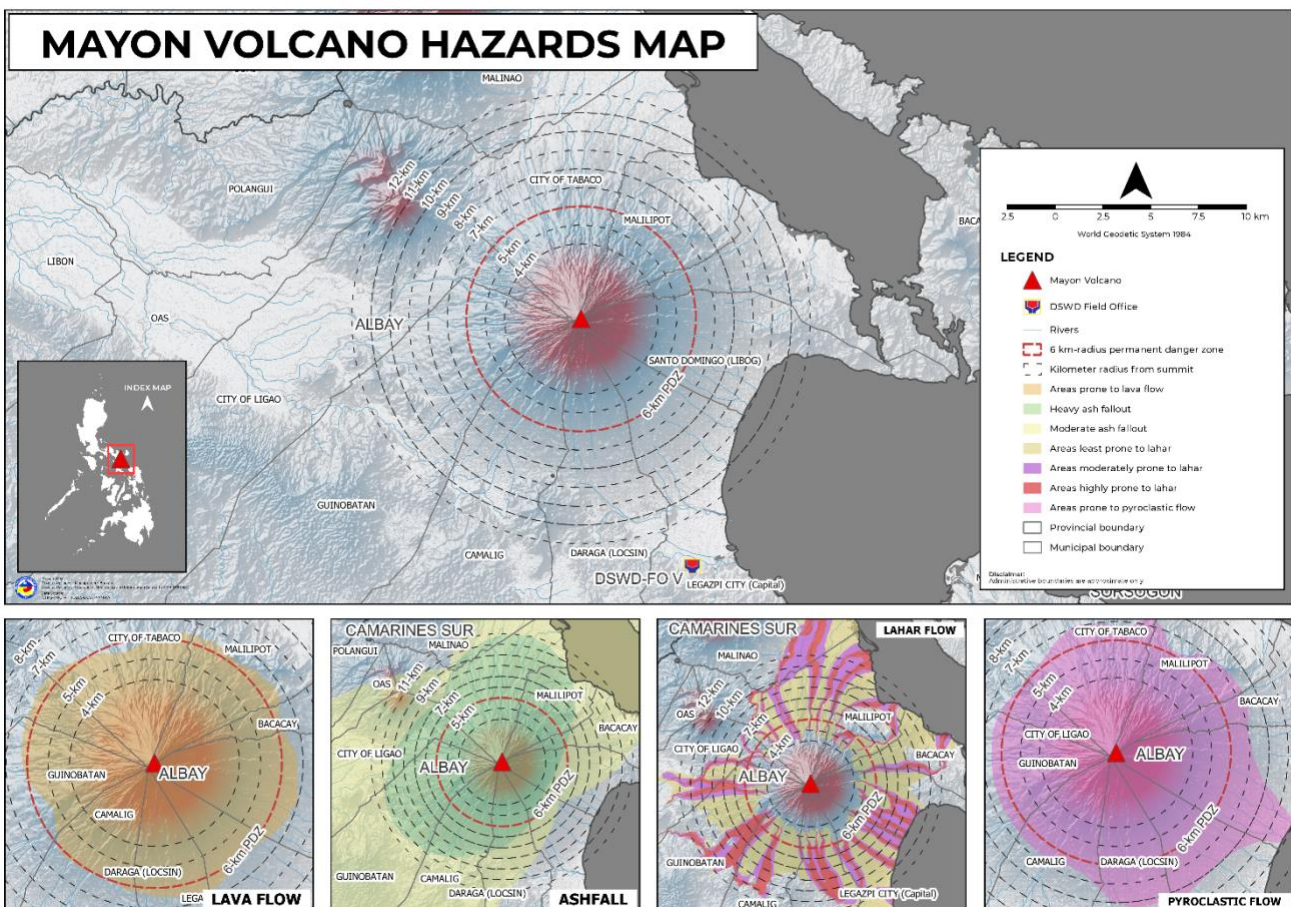 MAYON VOLCANO HAZARDS MAP
MALINAO
POLANGUI
CITY OF TABACO
12-km
11-km
10-km
9-km
8-km
7-km
5-km
4-km
MALILIPOT
LIBON
OAS
ALBAY
SANTO DOMINGO (LIBOG)
6-km PDZ
CITY OF LIGAO
GUINOBATAN
CAMALIG
DARAGA (LOCSIN)
DSWD-FO V
LEGAZPI CITY (Capital)
SORSOGON
INDEX MAP
2.5 0 2.5 5 7.5 10 km
World Geodetic System 1984
LEGEND
Mayon Volcano
DSWD Field Office
Rivers
6 km-radius permanent danger zone
Kilometer radius from summit
Areas prone to lava flow
Heavy ash fallout
Moderate ash fallout
Areas least prone to lahar
Areas moderately prone to lahar
Areas highly prone to lahar
Areas prone to pyroclastic flow
Provincial boundary
Municipal boundary
Disclaimer:
Administrative boundaries are approximate only
8-km
7-km
5-km
4-km
CITY OF TABACO
MALILIPOT
BACACAY
GUINOBATAN
ALBAY
CAMALIG
6-km PDZ
DARAGA (LOCSIN)
LEGA
LAVA FLOW
CAMARINES SUR
POLANGUI
MALINAO
OAS
11-km
9-km
7-km
5-km
MALILIPOT
BACACAY
CITY OF LIGAO
ALBAY
6-km PDZ
GUINOBATAN
CAMALIG
DARAGA (LOCSIN)
ASHFALL
CAMARINES SUR
LAHAR FLOW
MALINAO
OAS
12-km
10-km
7-km
4-km
MALILIPOT
CITY OF LIGAO
BACACAY
ALBAY
6-km PDZ
GUINOBATAN
LEGAZPI CITY (Capital)
CAMALIG
8-km
7-km
5-km
4-km
CITY OF TABACO
MALILIPOT
BACACAY
CITY OF LIGAO
GUINOBATAN
ALBAY
6-km PDZ
CAMALIG
DARAGA (LOCSIN)
PYROCLASTIC FLOW